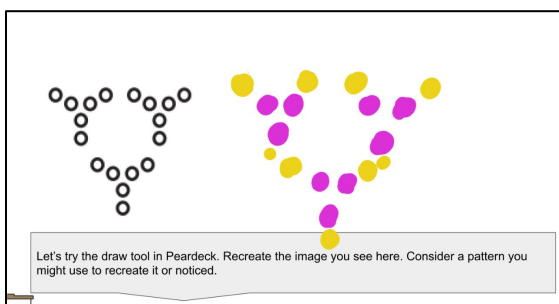 Let's try the draw tool in Peardeck. Recreate the image you see here. Consider a pattern you
might use to recreate it or noticed.